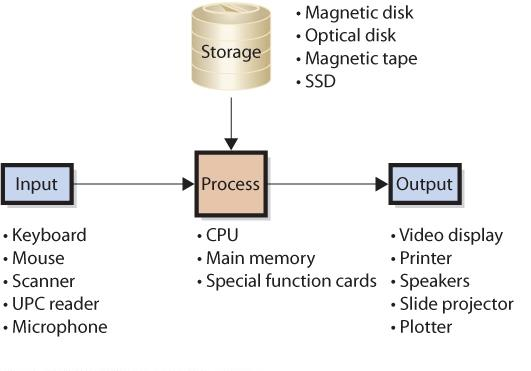 Storage
• Magnetic disk
• Optical disk
• Magnetic tape
• SSD
Input
Process
Output
• Keyboard
• Mouse
• Scanner
• UPC reader
• Microphone
• CPU
• Main memory
• Special function cards
• Video display
• Printer
• Speakers
• Slide projector
• Plotter